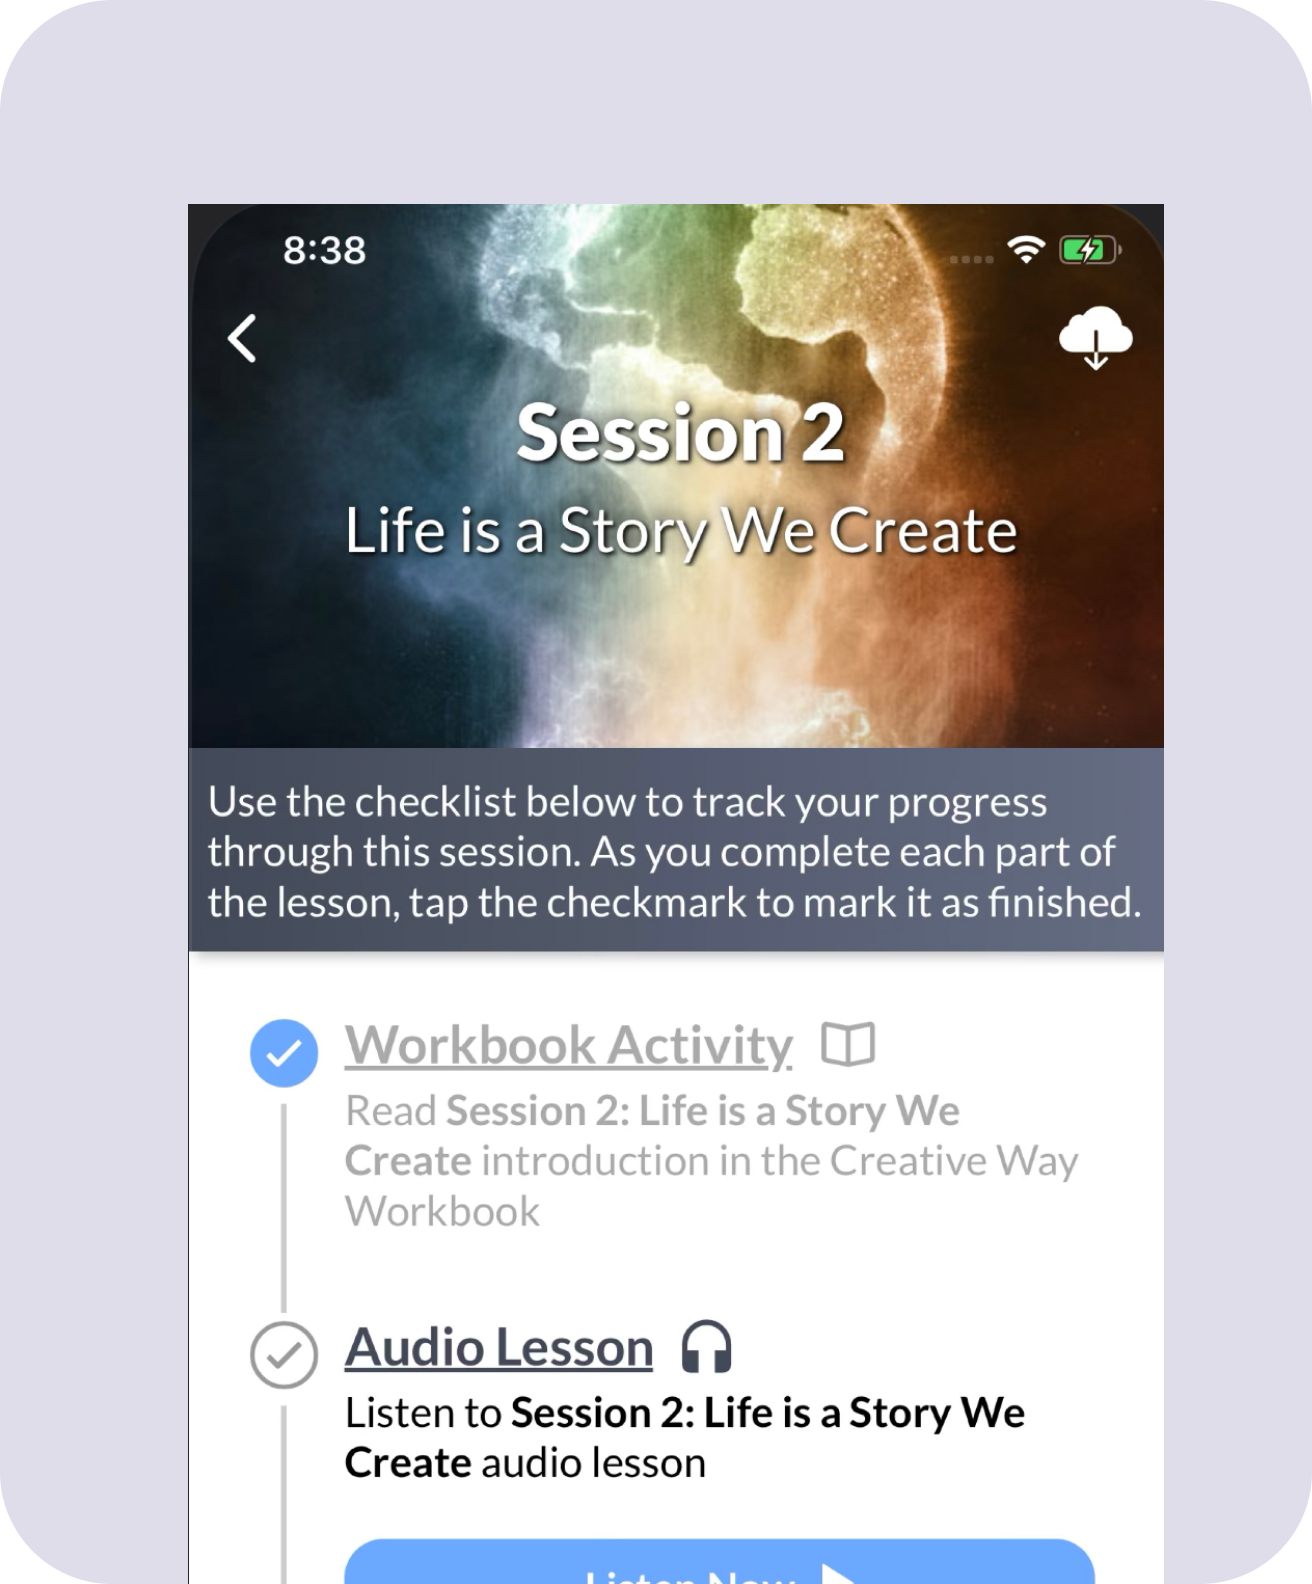 8:38
Session 2
Life is a Story We Create
Use the checklist below to track your progress
through this session. As you complete each part of
the lesson, tap the checkmark to mark it as finished.
Workbook Activity
Read Session 2: Life is a Story We
Create introduction in the Creative Way
Workbook
Audio Lesson
Listen to Session 2: Life is a Story We
Create audio lesson
Listen Now